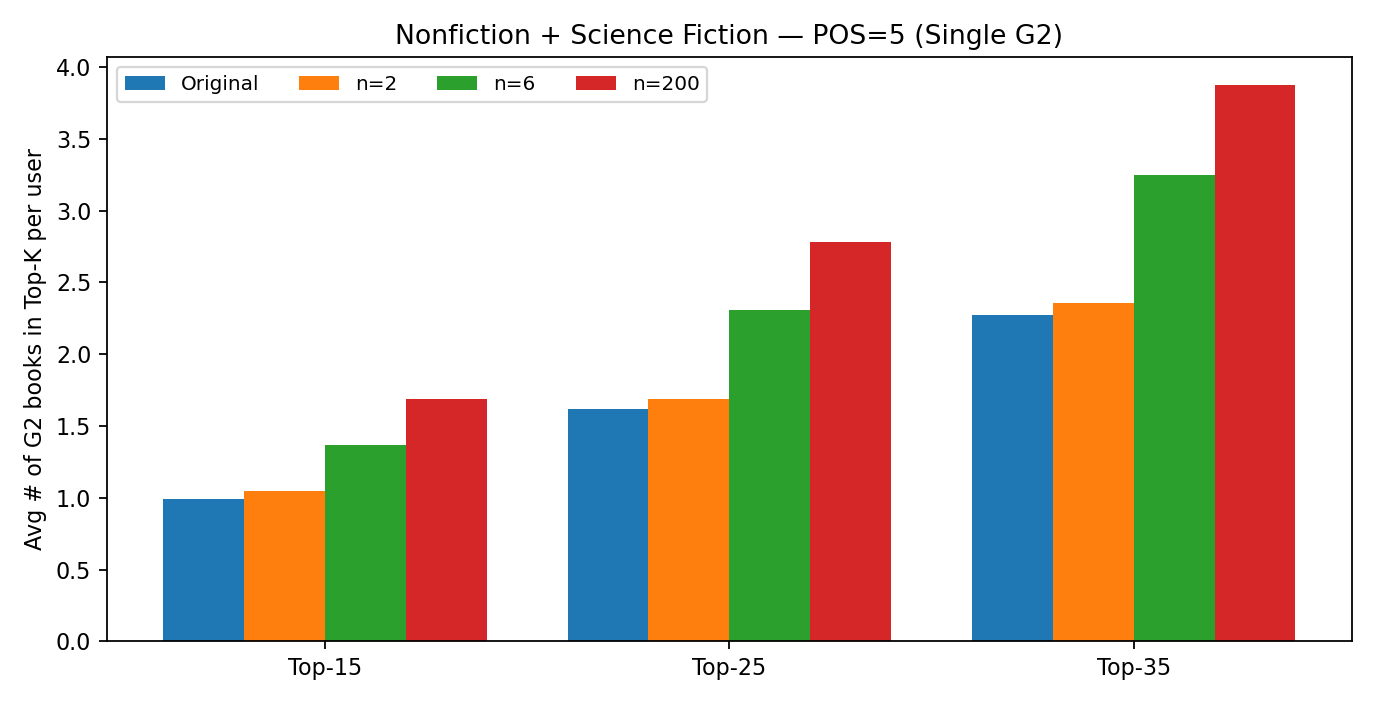 Nonfiction + Science Fiction — POS=5 (Single G2)
Original n=2 n=6 n=200
Avg # of G2 books in Top-K per user
4.0
3.5
3.0
2.5
2.0
1.5
1.0
0.5
0.0
Top-15 Top-25 Top-35